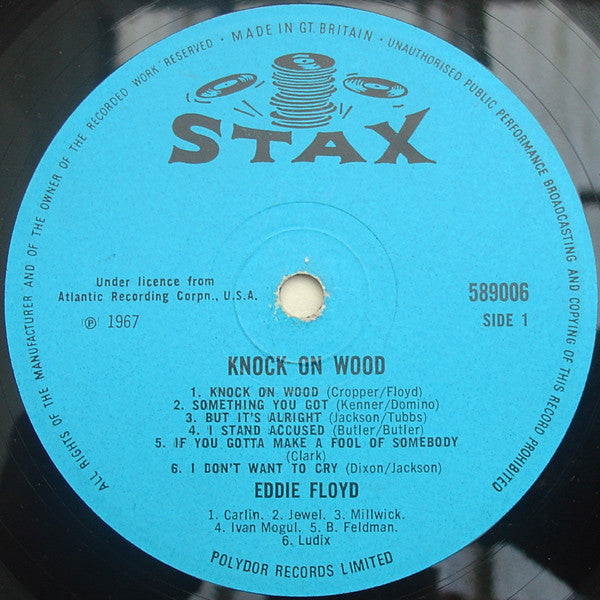 ALL RIGHTS OF THE MANUFACTURER AND OF THE OWNER OF THE RECORDED WORK RESERVED • MADE IN GT. BRITAIN • UNAUTHORISED PUBLIC PERFORMANCE BROADCASTING AND COPYING OF THIS RECORD PROHIBITED
STAX
Under licence from
Atlantic Recording Corpn., U.S.A.
℗ 1967
589006
SIDE 1
KNOCK ON WOOD
1. KNOCK ON WOOD (Cropper/Floyd)
2. SOMETHING YOU GOT (Kenner/Domino)
3. BUT IT'S ALRIGHT (Jackson/Tubbs)
4. I STAND ACCUSED (Butler/Butler)
5. IF YOU GOTTA MAKE A FOOL OF SOMEBODY
(Clark)
6. I DON'T WANT TO CRY (Dixon/Jackson)
EDDIE FLOYD
1. Carlin. 2. Jewel. 3. Millwick.
4. Ivan Mogul. 5. B. Feldman.
6. Ludix
POLYDOR RECORDS LIMITED